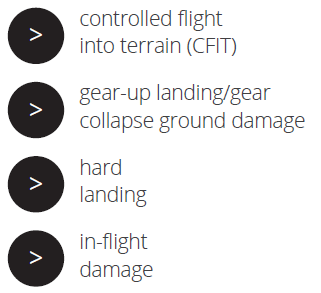 > controlled flight
into terrain (CFIT)
> gear-up landing/gear
collapse ground damage
> hard
landing
> in-flight
damage